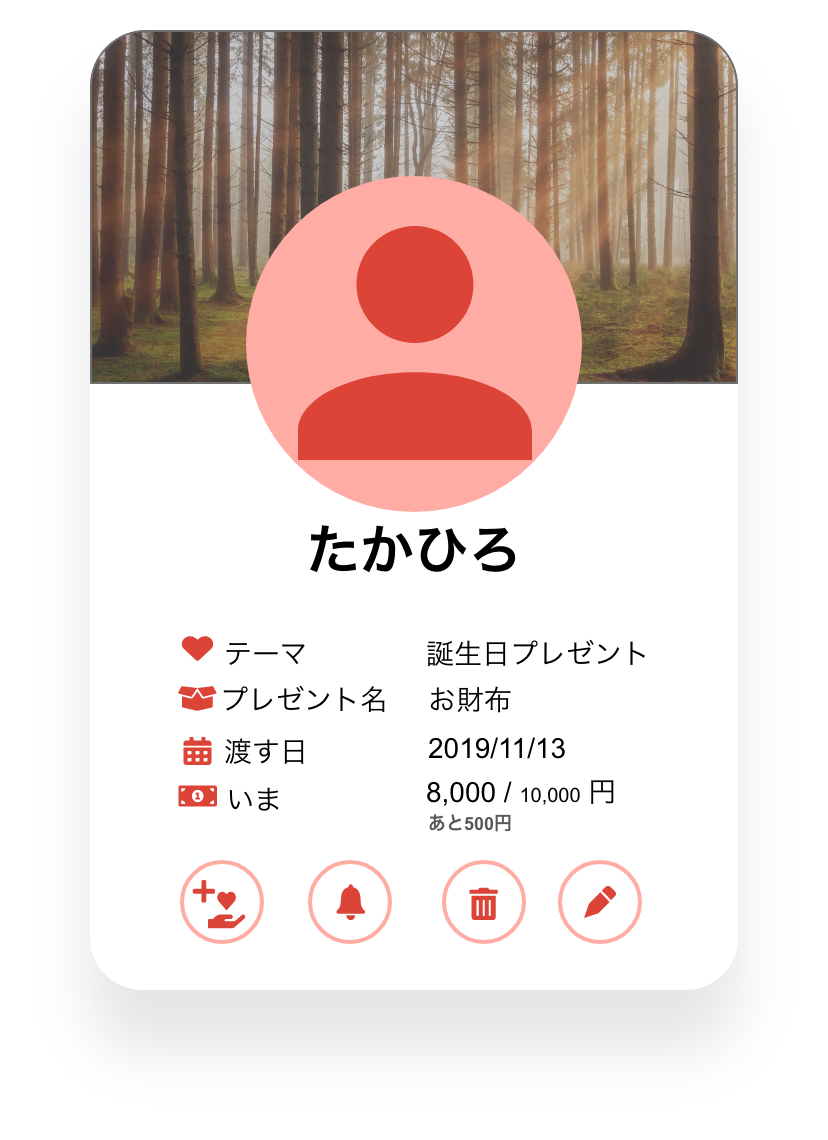 たかひろ
テーマ 誕生日プレゼント
プレゼント名 お財布
渡す日 2019/11/13
いま 8,000 / 10,000 円
あと500円